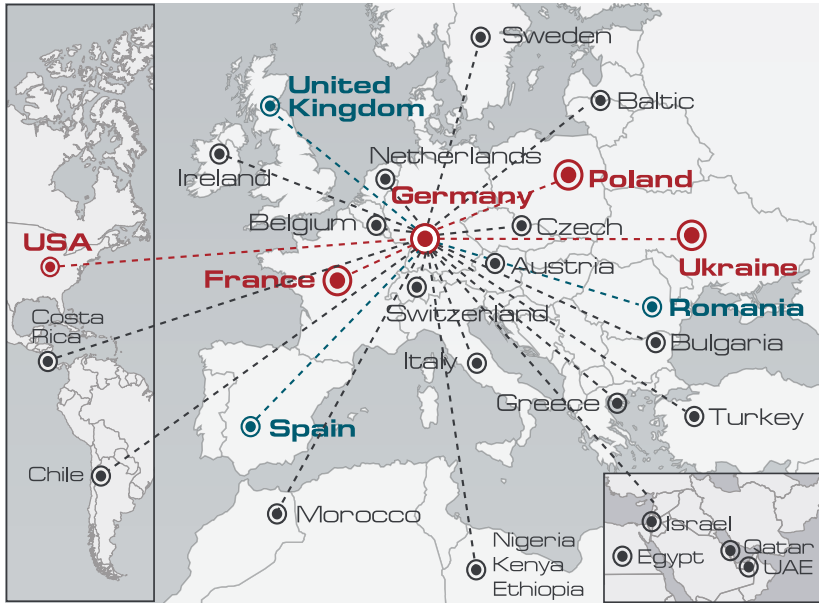 Sweden
United
Kingdom
Baltic
Ireland
Netherlands
Germany
Poland
Belgium
Czech
USA
Ukraine
France
Austria
Switzerland
Romania
Costa
Rica
Italy
Bulgaria
Greece
Turkey
Spain
Chile
Morocco
Nigeria
Kenya
Ethiopia
Israel
Egypt
Qatar
UAE